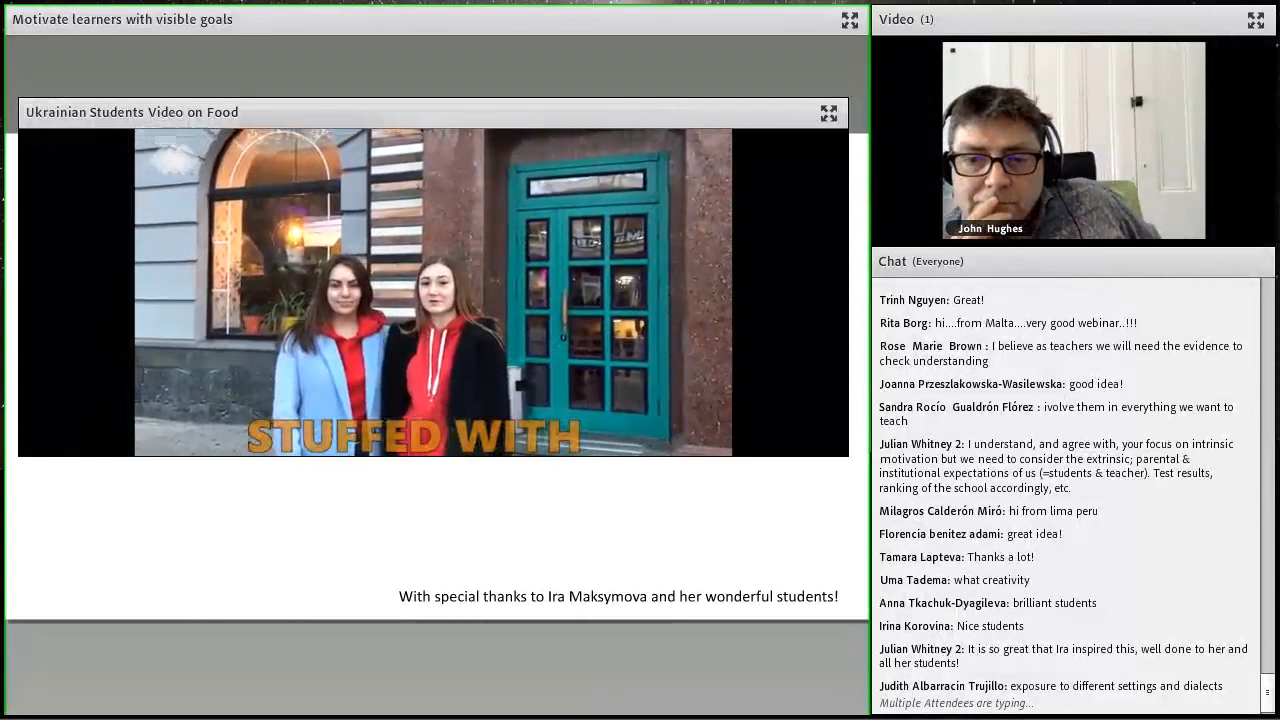 Motivate learners with visible goals
Ukrainian Students Video on Food
STUFFED WITH
With special thanks to Ira Maksymova and her wonderful students!
Video (1)
John Hughes
Chat (Everyone)
Trinh Nguyen: Great!
Rita Borg: hi....from Malta....very good webinar..!!!
Rose Marie Brown : I believe as teachers we will need the evidence to
check understanding
Joanna Przeszlakowska-Wasilewska: good idea!
Sandra Rocío Gualdrón Flórez : ivolve them in everything we want to
teach
Julian Whitney 2: I understand, and agree with, your focus on intrinsic
motivation but we need to consider the extrinsic; parental &
institutional expectations of us (=students & teacher). Test results,
ranking of the school accordingly, etc.
Milagros Calderón Miró: hi from lima peru
Florencia benitez adami: great idea!
Tamara Lapteva: Thanks a lot!
Uma Tadema: what creativity
Anna Tkachuk-Dyagileva: brilliant students
Irina Korovina: Nice students
Julian Whitney 2: It is so great that Ira inspired this, well done to her and
all her students!
Judith Albarracin Trujillo: exposure to different settings and dialects
Multiple Attendees are typing...